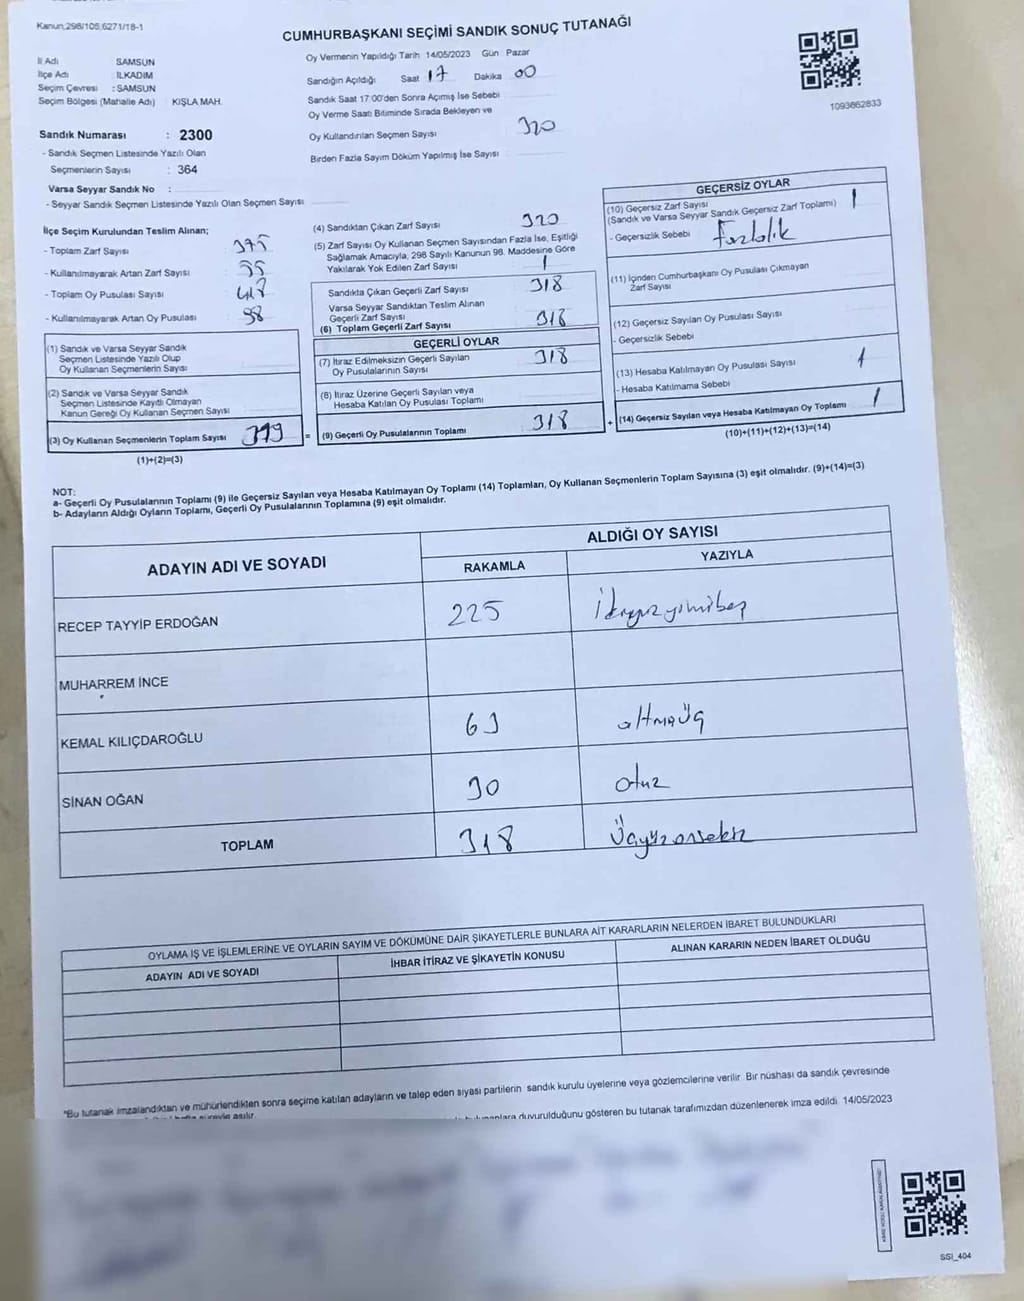 Kanun:298/105,6271/18-1
CUMHURBAŞKANI SEÇİMİ SANDIK SONUÇ TUTANAĞI
İl Adı SAMSUN
İlçe Adı : İLKADIM
Seçim Çevresi : SAMSUN
Seçim Bölgesi (Mahalle Adı) KIŞLA MAH.
Sandık Numarası : 2300
- Sandık Seçmen Listesinde Yazılı Olan
Seçmenlerin Sayısı : 364
Varsa Seyyar Sandık No :
- Seyyar Sandık Seçmen Listesinde Yazılı Olan Seçmen Sayısı
Oy Vermenin Yapıldığı Tarih 14/05/2023 Gün Pazar
Sandığın Açıldığı Saat 17 Dakika 00
Sandık Saat 17:00'den Sonra Açılmış İse Sebebi
Oy Verme Saati Bitiminde Sırada Bekleyen ve
Oy Kullandırılan Seçmen Sayısı 320
Birden Fazla Sayım Döküm Yapılmış İse Sayısı
1093662833
İlçe Seçim Kurulundan Teslim Alınan;
- Toplam Zarf Sayısı 375
- Kullanılmayarak Artan Zarf Sayısı 55
- Toplam Oy Pusulası Sayısı
- Kullanılmayarak Artan Oy Pusulası 98
(1) Sandık ve Varsa Seyyar Sandık
Seçmen Listesinde Yazılı Olup
Oy Kullanan Seçmenlerin Sayısı
(2) Sandık ve Varsa Seyyar Sandık
Seçmen Listesinde Kayıtlı Olmayan
Kanun Gereği Oy Kullanan Seçmen Sayısı
(3) Oy Kullanan Seçmenlerin Toplam Sayısı 319
(1)+(2)=(3)
(4) Sandıktan Çıkan Zarf Sayısı 320
(5) Zarf Sayısı Oy Kullanan Seçmen Sayısından Fazla İse, Eşitliği
Sağlamak Amacıyla, 298 Sayılı Kanunun 98. Maddesine Göre
Yakılarak Yok Edilen Zarf Sayısı 1
Sandıkta Çıkan Geçerli Zarf Sayısı 318
Varsa Seyyar Sandıktan Teslim Alınan
Geçerli Zarf Sayısı
(6) Toplam Geçerli Zarf Sayısı 318
GEÇERLİ OYLAR
(7) İtiraz Edilmeksizin Geçerli Sayılan
Oy Pusulalarının Sayısı 318
(8) İtiraz Üzerine Geçerli Sayılan veya
Hesaba Katılan Oy Pusulası Toplamı
= (9) Geçerli Oy Pusulalarının Toplamı 318
GEÇERSİZ OYLAR
(10) Geçersiz Zarf Sayısı 1
(Sandık ve Varsa Seyyar Sandık Geçersiz Zarf Toplamı)
- Geçersizlik Sebebi Fazlalık
(11) İçinden Cumhurbaşkanı Oy Pusulası Çıkmayan
Zarf Sayısı
(12) Geçersiz Sayılan Oy Pusulası Sayısı
- Geçersizlik Sebebi
(13) Hesaba Katılmayan Oy Pusulası Sayısı 1
- Hesaba Katılmama Sebebi
+ (14) Geçersiz Sayılan veya Hesaba Katılmayan Oy Toplamı 1
(10)+(11)+(12)+(13)=(14)
NOT:
a- Geçerli Oy Pusulalarının Toplamı (9) ile Geçersiz Sayılan veya Hesaba Katılmayan Oy Toplamı (14) Toplamları, Oy Kullanan Seçmenlerin Toplam Sayısına (3) eşit olmalıdır. (9)+(14)=(3)
b- Adayların Aldığı Oyların Toplamı, Geçerli Oy Pusulalarının Toplamına (9) eşit olmalıdır.
ADAYIN ADI VE SOYADI ALDIĞI OY SAYISI
RAKAMLA YAZIYLA
RECEP TAYYİP ERDOĞAN 225 ikiyüzyirmibeş
MUHARREM İNCE
KEMAL KILIÇDAROĞLU 63 altmışüç
SİNAN OĞAN 30 otuz
TOPLAM 318 Üçyüzonsekiz
OYLAMA İŞ VE İŞLEMLERİNE VE OYLARIN SAYIM VE DÖKÜMÜNE DAİR ŞİKAYETLERLE BUNLARA AİT KARARLARIN NELERDEN İBARET BULUNDUKLARI
ADAYIN ADI VE SOYADI İHBAR İTİRAZ VE ŞİKAYETİN KONUSU ALINAN KARARIN NEDEN İBARET OLDUĞU
"Bu tutanak imzalandıktan ve mühürlendikten sonra seçime katılan adayların ve talep eden siyasi partilerin sandık kurulu üyelerine veya gözlemcilerine verilir. Bir nüshası da sandık çevresinde
duyurulduğunu gösteren bu tutanak tarafımızdan düzenlenerek imza edildi. 14/05/2023
SSİ_404